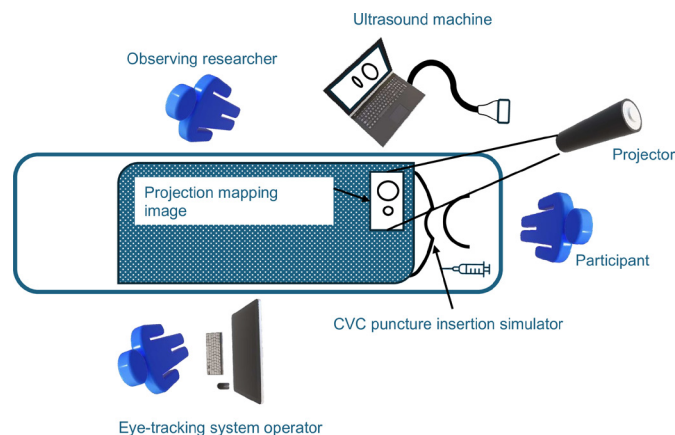 Ultrasound machine
Observing researcher
Projector
Projection mapping
image
Participant
CVC puncture insertion simulator
Eye-tracking system operator